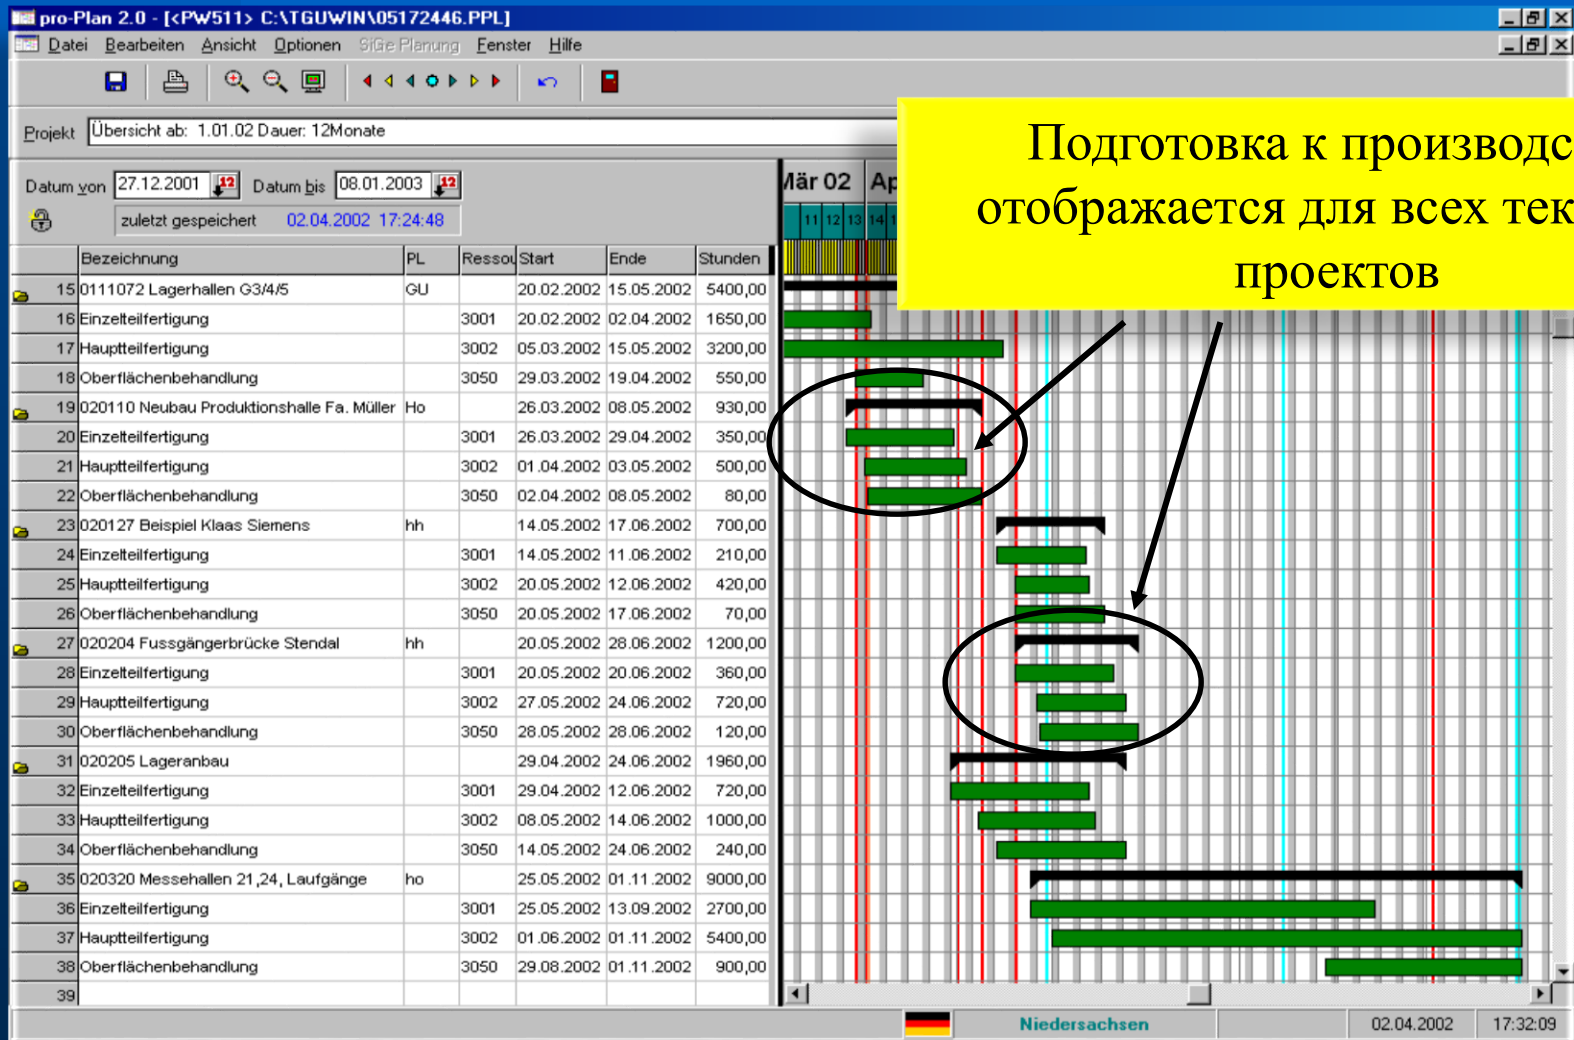 pro-Plan 2.0 - [<PW511> C:\TGUWIN\05172446.PPL]
Datei Bearbeiten Ansicht Optionen SiGe Planung Fenster Hilfe
Projekt Übersicht ab: 1.01.02 Dauer: 12Monate
Подготовка к производс
отображается для всех тек
проектов
Datum von 27.12.2001 12 Datum bis 08.01.2003 12
zuletzt gespeichert 02.04.2002 17:24:48
Mär 02 Ap
11 12 13 14
Bezeichnung PL Ressou Start Ende Stunden
15 0111072 Lagerhallen G3/4/5 GU 20.02.2002 15.05.2002 5400,00
16 Einzelteilfertigung 3001 20.02.2002 02.04.2002 1650,00
17 Hauptteilfertigung 3002 05.03.2002 15.05.2002 3200,00
18 Oberflächenbehandlung 3050 29.03.2002 19.04.2002 550,00
19 020110 Neubau Produktionshalle Fa. Müller Ho 26.03.2002 08.05.2002 930,00
20 Einzelteilfertigung 3001 26.03.2002 29.04.2002 350,00
21 Hauptteilfertigung 3002 01.04.2002 03.05.2002 500,00
22 Oberflächenbehandlung 3050 02.04.2002 08.05.2002 80,00
23 020127 Beispiel Klaas Siemens hh 14.05.2002 17.06.2002 700,00
24 Einzelteilfertigung 3001 14.05.2002 11.06.2002 210,00
25 Hauptteilfertigung 3002 20.05.2002 12.06.2002 420,00
26 Oberflächenbehandlung 3050 20.05.2002 17.06.2002 70,00
27 020204 Fussgängerbrücke Stendal hh 20.05.2002 28.06.2002 1200,00
28 Einzelteilfertigung 3001 20.05.2002 20.06.2002 360,00
29 Hauptteilfertigung 3002 27.05.2002 24.06.2002 720,00
30 Oberflächenbehandlung 3050 28.05.2002 28.06.2002 120,00
31 020205 Lageranbau 29.04.2002 24.06.2002 1960,00
32 Einzelteilfertigung 3001 29.04.2002 12.06.2002 720,00
33 Hauptteilfertigung 3002 08.05.2002 14.06.2002 1000,00
34 Oberflächenbehandlung 3050 14.05.2002 24.06.2002 240,00
35 020320 Messehallen 21,24, Laufgänge ho 25.05.2002 01.11.2002 9000,00
36 Einzelteilfertigung 3001 25.05.2002 13.09.2002 2700,00
37 Hauptteilfertigung 3002 01.06.2002 01.11.2002 5400,00
38 Oberflächenbehandlung 3050 29.08.2002 01.11.2002 900,00
39
Niedersachsen 02.04.2002 17:32:09